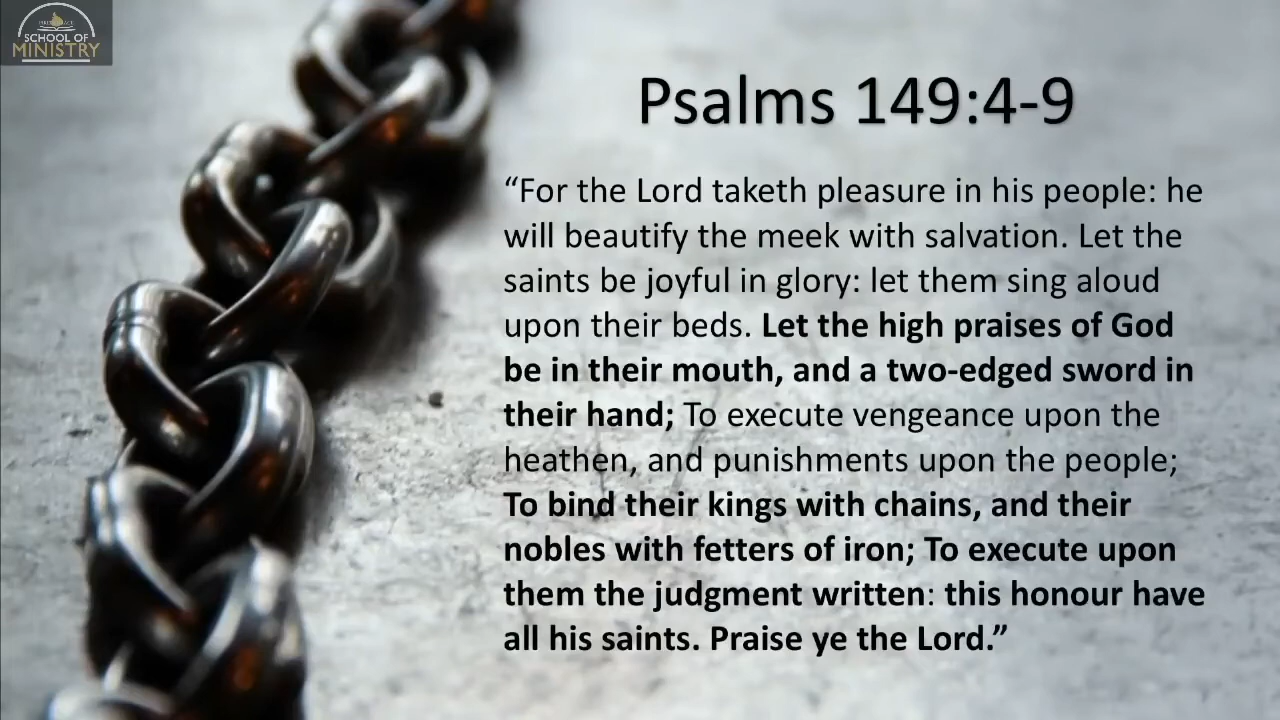 SCHOOL OF
MINISTRY
Psalms 149:4-9
“For the Lord taketh pleasure in his people: he
will beautify the meek with salvation. Let the
saints be joyful in glory: let them sing aloud
upon their beds. Let the high praises of God
be in their mouth, and a two-edged sword in
their hand; To execute vengeance upon the
heathen, and punishments upon the people;
To bind their kings with chains, and their
nobles with fetters of iron; To execute upon
them the judgment written: this honour have
all his saints. Praise ye the Lord.”